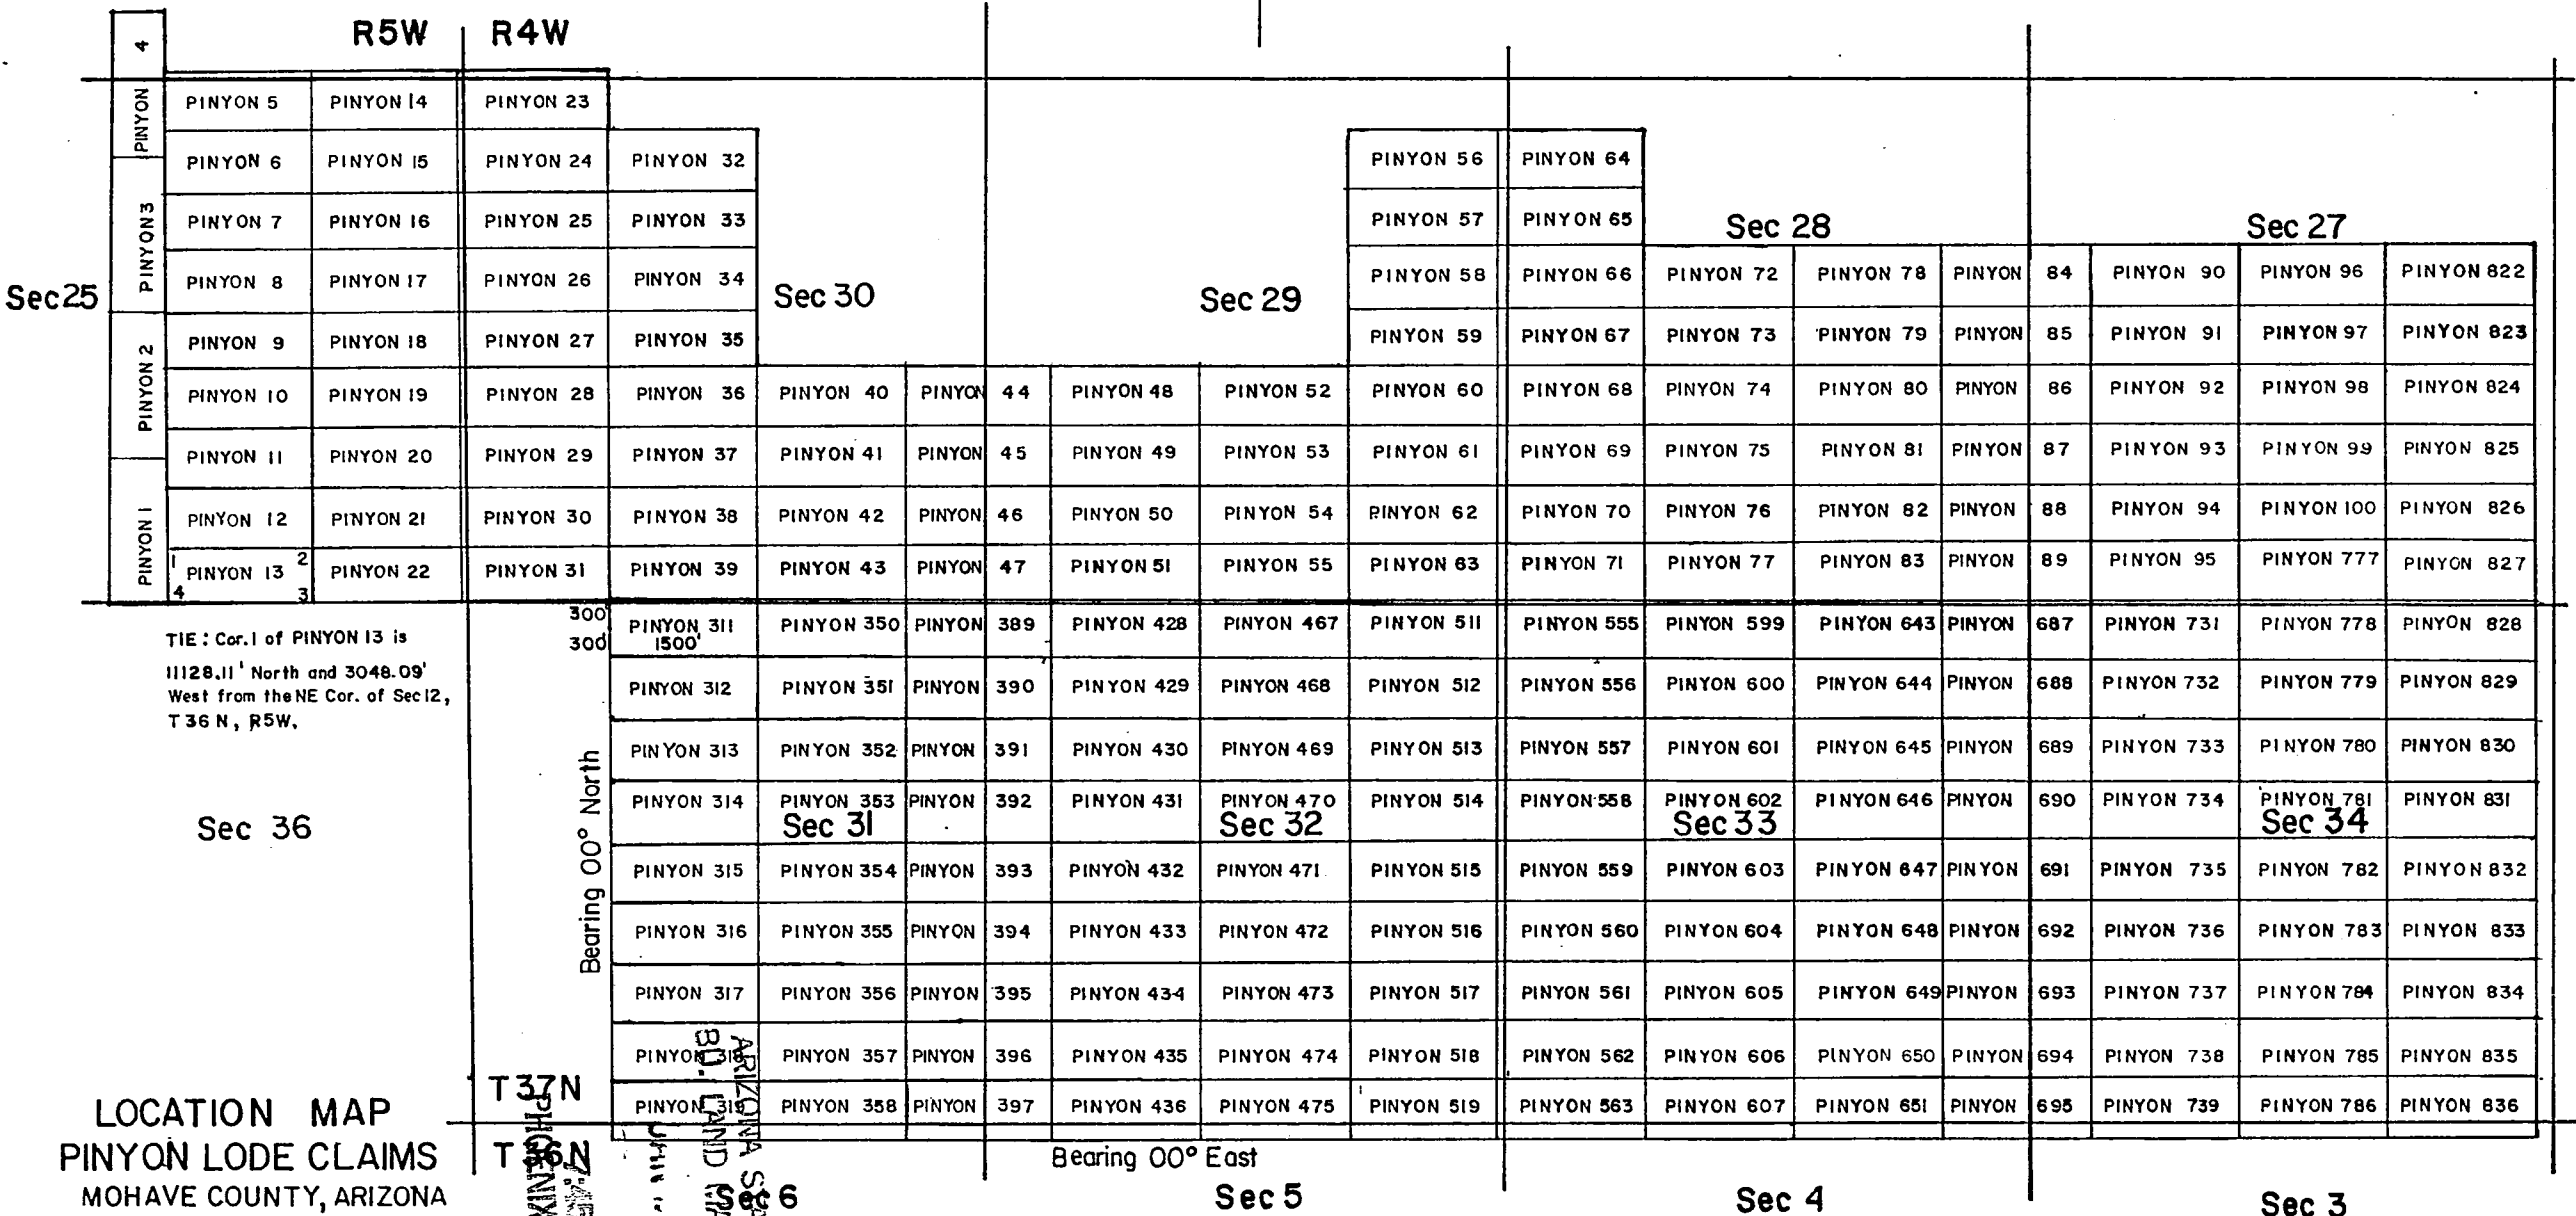 R5W R4W
PINYON 4
PINYON 5 PINYON 14 PINYON 23
PINYON 6 PINYON 15 PINYON 24 PINYON 32 PINYON 56 PINYON 64
PINYON 3
PINYON 7 PINYON 16 PINYON 25 PINYON 33 PINYON 57 PINYON 65 Sec 28 Sec 27
PINYON 8 PINYON 17 PINYON 26 PINYON 34 PINYON 58 PINYON 66 PINYON 72 PINYON 78 PINYON 84 PINYON 90 PINYON 96 PINYON 822
Sec 25 Sec 30 Sec 29
PINYON 2
PINYON 9 PINYON 18 PINYON 27 PINYON 35 PINYON 59 PINYON 67 PINYON 73 PINYON 79 PINYON 85 PINYON 91 PINYON 97 PINYON 823
PINYON 10 PINYON 19 PINYON 28 PINYON 36 PINYON 40 PINYON 44 PINYON 48 PINYON 52 PINYON 60 PINYON 68 PINYON 74 PINYON 80 PINYON 86 PINYON 92 PINYON 98 PINYON 824
PINYON 11 PINYON 20 PINYON 29 PINYON 37 PINYON 41 PINYON 45 PINYON 49 PINYON 53 PINYON 61 PINYON 69 PINYON 75 PINYON 81 PINYON 87 PINYON 93 PINYON 99 PINYON 825
PINYON 1
PINYON 12 PINYON 21 PINYON 30 PINYON 38 PINYON 42 PINYON 46 PINYON 50 PINYON 54 PINYON 62 PINYON 70 PINYON 76 PINYON 82 PINYON 88 PINYON 94 PINYON 100 PINYON 826
1 2
PINYON 13 PINYON 22 PINYON 31 PINYON 39 PINYON 43 PINYON 47 PINYON 51 PINYON 55 PINYON 63 PINYON 71 PINYON 77 PINYON 83 PINYON 89 PINYON 95 PINYON 777 PINYON 827
4 3
300'
PINYON 311 PINYON 350 PINYON 389 PINYON 428 PINYON 467 PINYON 511 PINYON 555 PINYON 599 PINYON 643 PINYON 687 PINYON 731 PINYON 778 PINYON 828
300' 1500'
TIE: Cor. 1 of PINYON 13 is
11128.11' North and 3048.09'
West from the NE Cor. of Sec 12,
T 36 N, R5W.
PINYON 312 PINYON 351 PINYON 390 PINYON 429 PINYON 468 PINYON 512 PINYON 556 PINYON 600 PINYON 644 PINYON 688 PINYON 732 PINYON 779 PINYON 829
PINYON 313 PINYON 352 PINYON 391 PINYON 430 PINYON 469 PINYON 513 PINYON 557 PINYON 601 PINYON 645 PINYON 689 PINYON 733 PINYON 780 PINYON 830
PINYON 314 PINYON 353 PINYON 392 PINYON 431 PINYON 470 PINYON 514 PINYON 558 PINYON 602 PINYON 646 PINYON 690 PINYON 734 PINYON 781 PINYON 831
Sec 36 Sec 31 Sec 32 Sec 33 Sec 34
Bearing 00° North
PINYON 315 PINYON 354 PINYON 393 PINYON 432 PINYON 471 PINYON 515 PINYON 559 PINYON 603 PINYON 647 PINYON 691 PINYON 735 PINYON 782 PINYON 832
PINYON 316 PINYON 355 PINYON 394 PINYON 433 PINYON 472 PINYON 516 PINYON 560 PINYON 604 PINYON 648 PINYON 692 PINYON 736 PINYON 783 PINYON 833
PINYON 317 PINYON 356 PINYON 395 PINYON 434 PINYON 473 PINYON 517 PINYON 561 PINYON 605 PINYON 649 PINYON 693 PINYON 737 PINYON 784 PINYON 834
PINYON 318 PINYON 357 PINYON 396 PINYON 435 PINYON 474 PINYON 518 PINYON 562 PINYON 606 PINYON 650 PINYON 694 PINYON 738 PINYON 785 PINYON 835
PINYON 319 PINYON 358 PINYON 397 PINYON 436 PINYON 475 PINYON 519 PINYON 563 PINYON 607 PINYON 651 PINYON 695 PINYON 739 PINYON 786 PINYON 836
T 37N
T 36N
Bearing 00° East
Sec 6 Sec 5 Sec 4 Sec 3
ARIZONA
LAND
PHOENIX
LOCATION MAP
PINYON LODE CLAIMS
MOHAVE COUNTY, ARIZONA